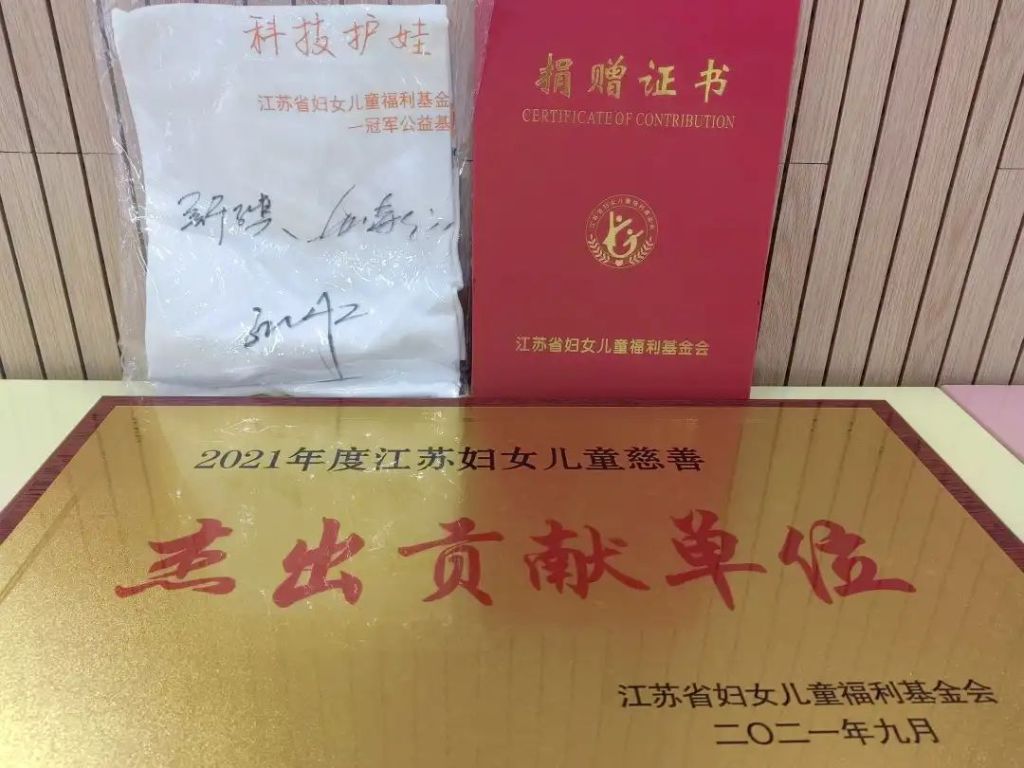 科技护娃
江苏省妇女儿童福利基金
一冠军公益基
捐赠证书
CERTIFICATE OF CONTRIBUTION
江苏省妇女儿童福利基金会
2021年度江苏妇女儿童慈善
杰出贡献单位
江苏省妇女儿童福利基金会
二〇二一年九月